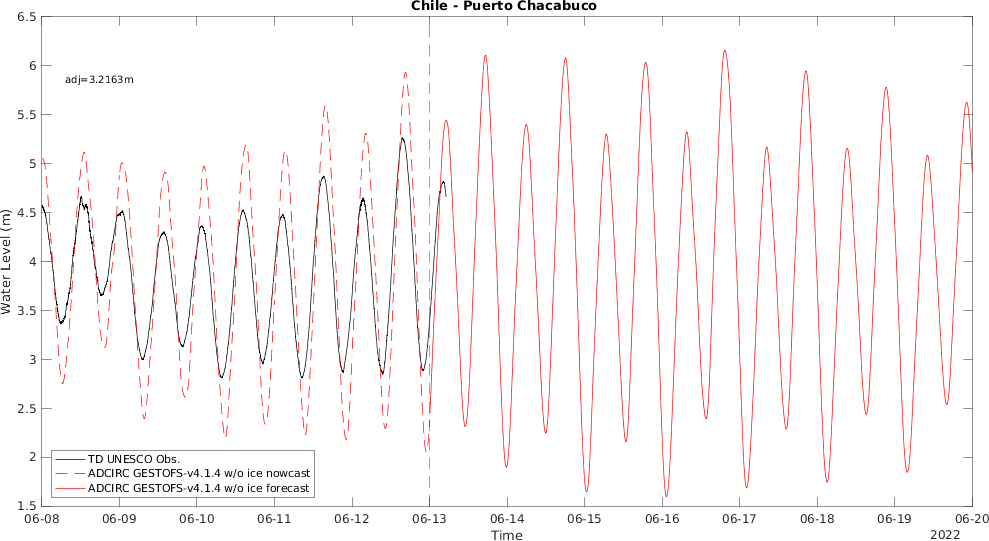 Chile - Puerto Chacabuco
6.5
6
5.5
5
4.5
4
3.5
3
2.5
2
1.5
Water Level (m)
adj=3.2163m
TD UNESCO Obs.
ADCIRC GESTOFS-v4.1.4 w/o ice nowcast
ADCIRC GESTOFS-v4.1.4 w/o ice forecast
06-08 06-09 06-10 06-11 06-12 06-13 06-14 06-15 06-16 06-17 06-18 06-19 06-20
Time
2022